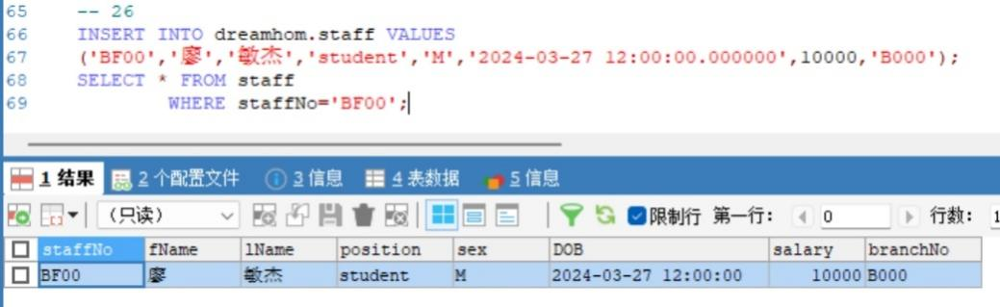 65 -- 26
66 INSERT INTO dreamhom.staff VALUES
67 ('BF00','廖','敏杰','student','M','2024-03-27 12:00:00.000000',10000,'B000');
68 SELECT * FROM staff
69 WHERE staffNo='BF00';
1 结果 2 个配置文件 3 信息 4 表数据 5 信息
(只读) 限制行 第一行: 0 行数: 1
staffNo fName lName position sex DOB salary branchNo
BF00 廖 敏杰 student M 2024-03-27 12:00:00 10000 B000